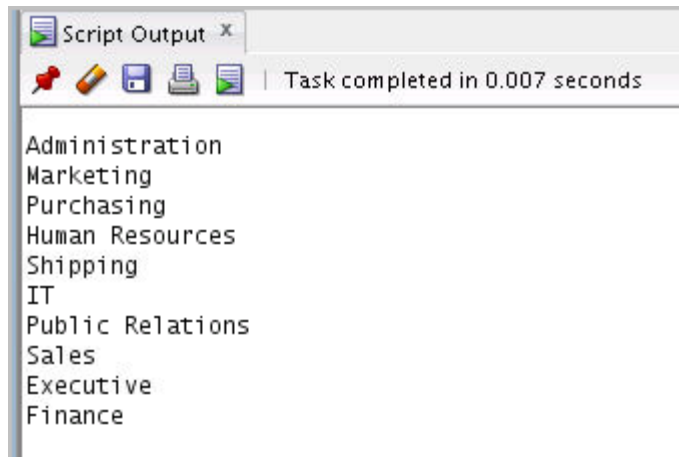 Script Output x
Task completed in 0.007 seconds
Administration
Marketing
Purchasing
Human Resources
Shipping
IT
Public Relations
Sales
Executive
Finance